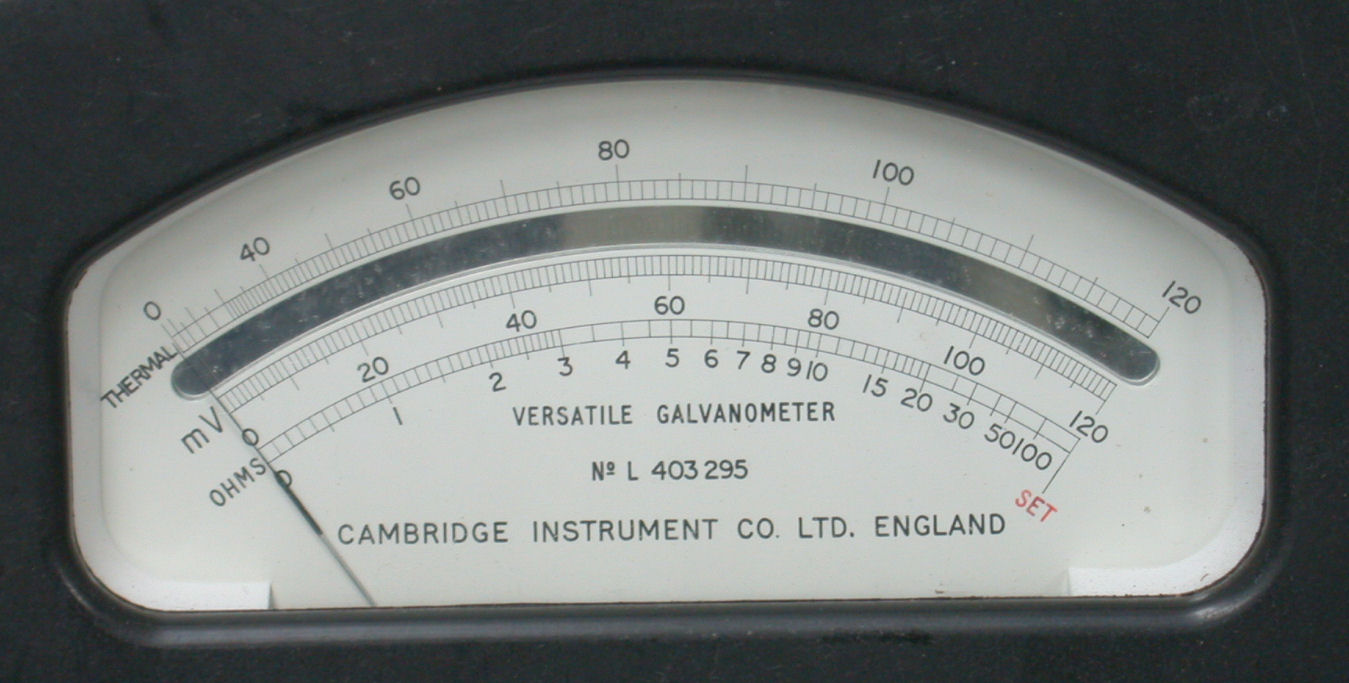 0 40 60 80 100 120
THERMAL
mV 0 20 40 60 80 100 120
OHMS 0 1 2 3 4 5 6 7 8 9 10 15 20 30 50 100
SET
VERSATILE GALVANOMETER
Nº L 403295
CAMBRIDGE INSTRUMENT CO. LTD. ENGLAND